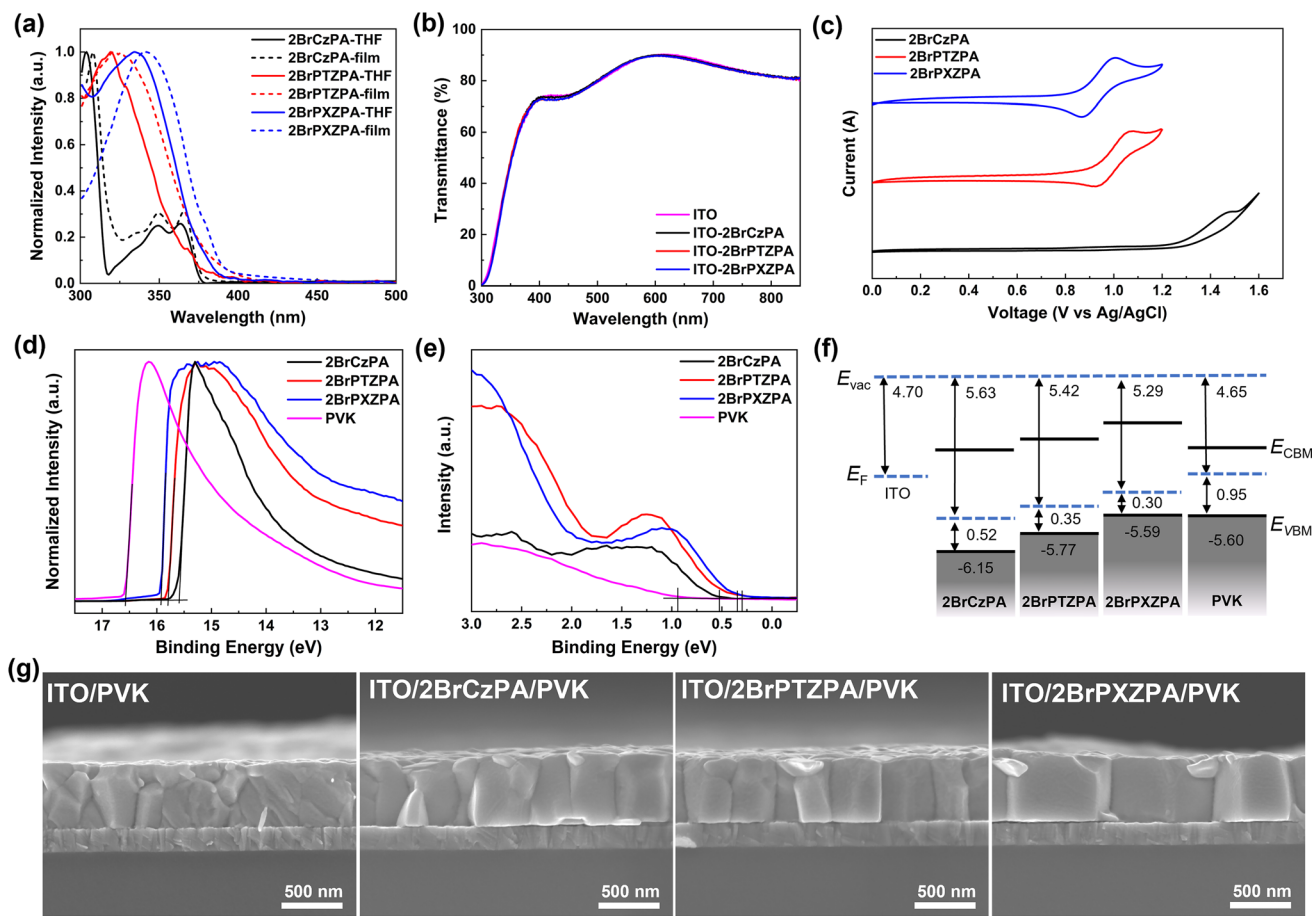 (a)
2BrCzPA-THF
2BrCzPA-film
2BrPTZPA-THF
2BrPTZPA-film
2BrPXZPA-THF
2BrPXZPA-film
1.0
0.8
0.6
0.4
0.2
0.0
Normalized Intensity (a.u.)
300 350 400 450 500
Wavelength (nm)
(b)
100
80
60
40
20
0
Transmittance (%)
ITO
ITO-2BrCzPA
ITO-2BrPTZPA
ITO-2BrPXZPA
300 400 500 600 700 800
Wavelength (nm)
(c)
2BrCzPA
2BrPTZPA
2BrPXZPA
Current (A)
0.0 0.2 0.4 0.6 0.8 1.0 1.2 1.4 1.6
Voltage (V vs Ag/AgCl)
(d)
2BrCzPA
2BrPTZPA
2BrPXZPA
PVK
Normalized Intensity (a.u.)
17 16 15 14 13 12
Binding Energy (eV)
(e)
2BrCzPA
2BrPTZPA
2BrPXZPA
PVK
Intensity (a.u.)
3.0 2.5 2.0 1.5 1.0 0.5 0.0
Binding Energy (eV)
(f)
Evac
4.70 5.63 5.42 5.29 4.65
ECBM
EF
ITO
0.52 0.35 0.30 0.95
EVBM
-6.15 -5.77 -5.59 -5.60
2BrCzPA 2BrPTZPA 2BrPXZPA PVK
(g)
ITO/PVK
500 nm
ITO/2BrCzPA/PVK
500 nm
ITO/2BrPTZPA/PVK
500 nm
ITO/2BrPXZPA/PVK
500 nm